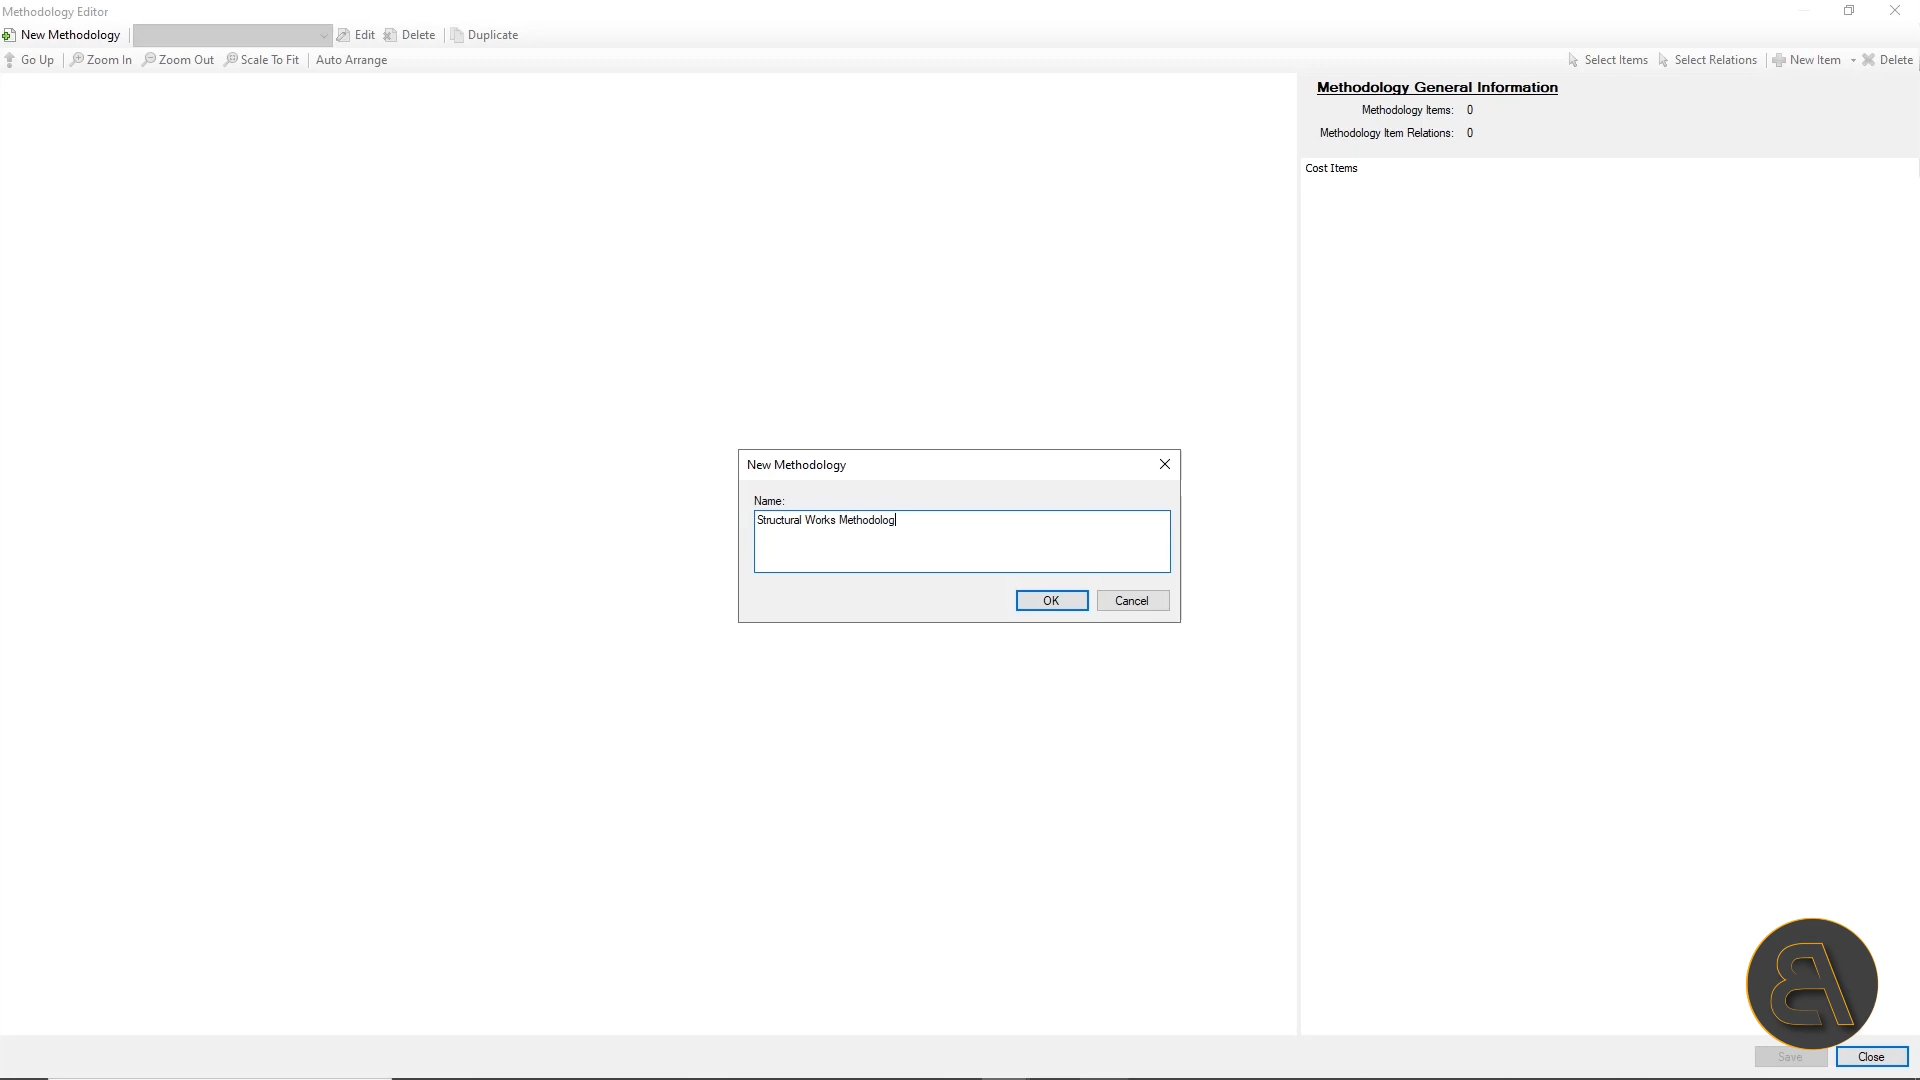 Methodology Editor
New Methodology Edit Delete Duplicate
Go Up Zoom In Zoom Out Scale To Fit Auto Arrange Select Items Select Relations New Item Delete
Methodology General Information
Methodology Items: 0
Methodology Item Relations: 0
Cost Items
New Methodology
Name:
Structural Works Methodolog
OK Cancel
Save Close